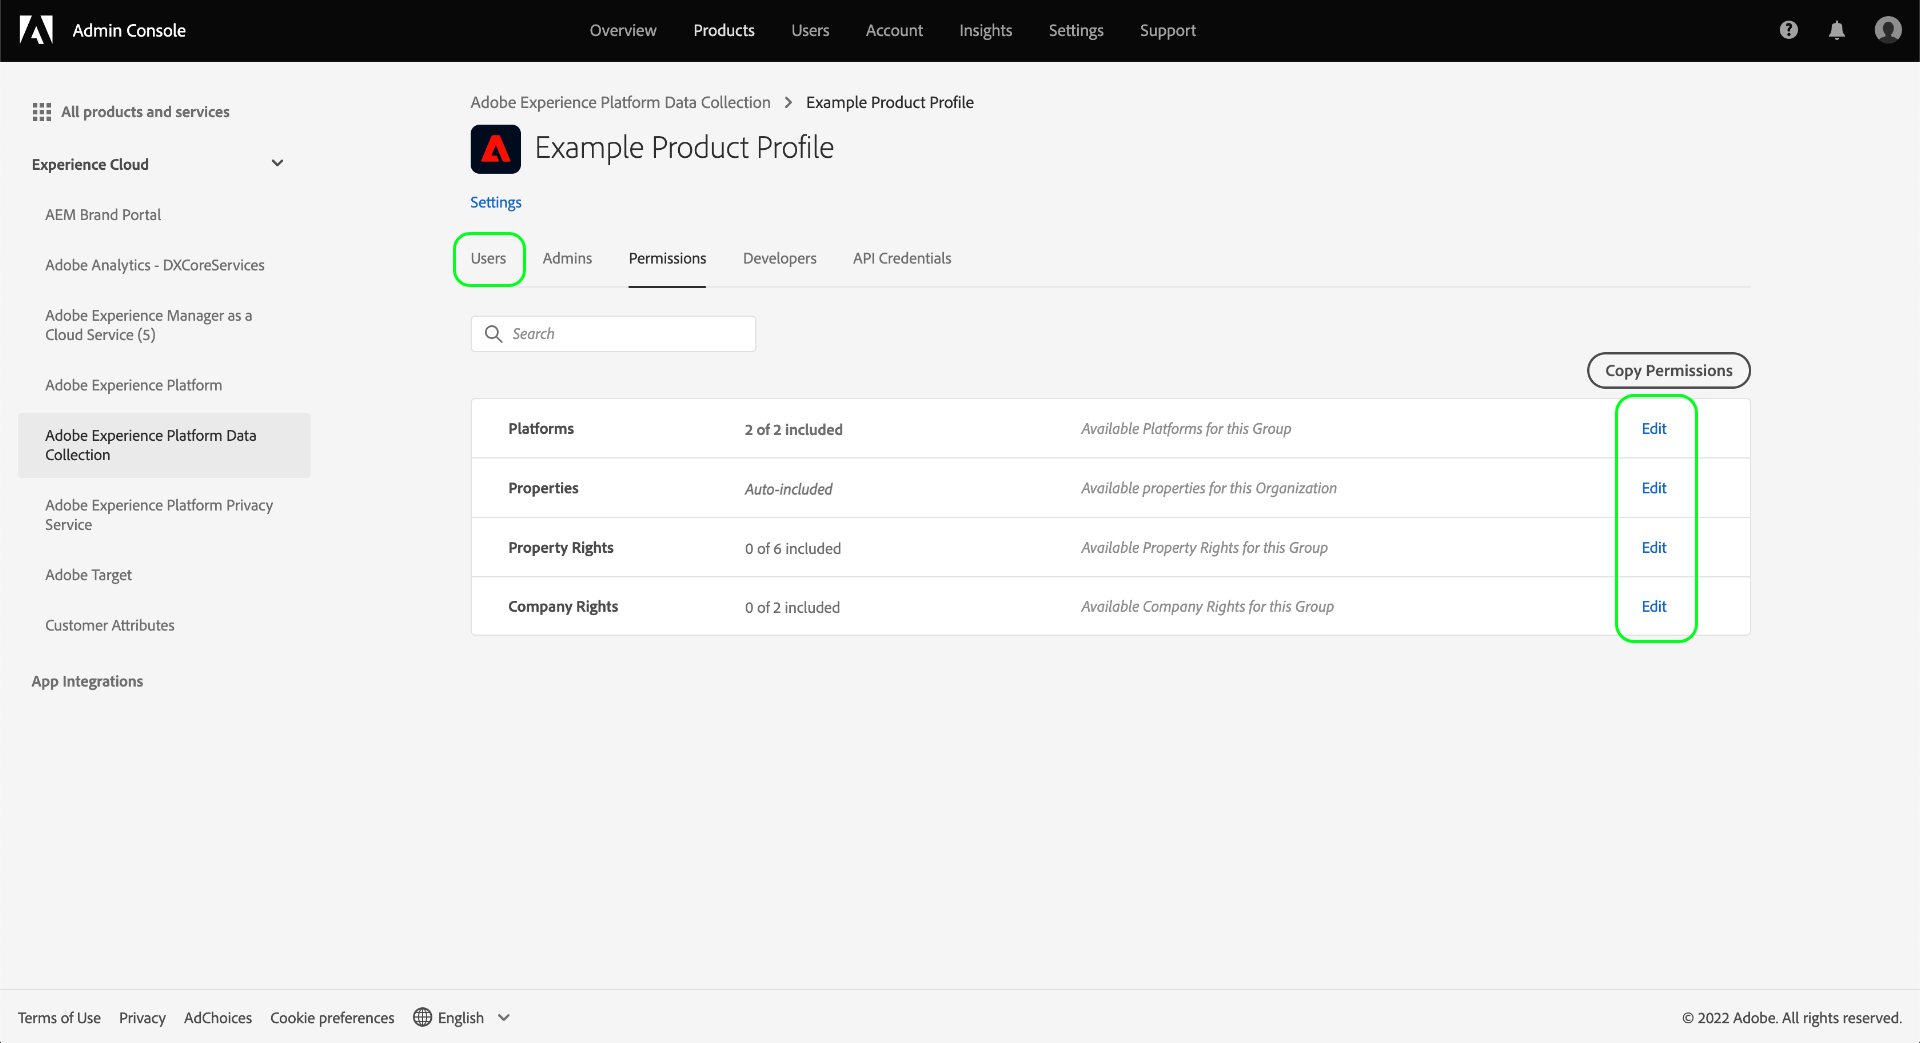 Admin Console
Overview Products Users Account Insights Settings Support
All products and services
Experience Cloud
AEM Brand Portal
Adobe Analytics - DXCoreServices
Adobe Experience Manager as a
Cloud Service (5)
Adobe Experience Platform
Adobe Experience Platform Data
Collection
Adobe Experience Platform Privacy
Service
Adobe Target
Customer Attributes
App Integrations
Adobe Experience Platform Data Collection > Example Product Profile
Example Product Profile
Settings
Users Admins Permissions Developers API Credentials
Search
Copy Permissions
Platforms 2 of 2 included Available Platforms for this Group Edit
Properties Auto-included Available properties for this Organization Edit
Property Rights 0 of 6 included Available Property Rights for this Group Edit
Company Rights 0 of 2 included Available Company Rights for this Group Edit
Terms of Use Privacy AdChoices Cookie preferences English
© 2022 Adobe. All rights reserved.